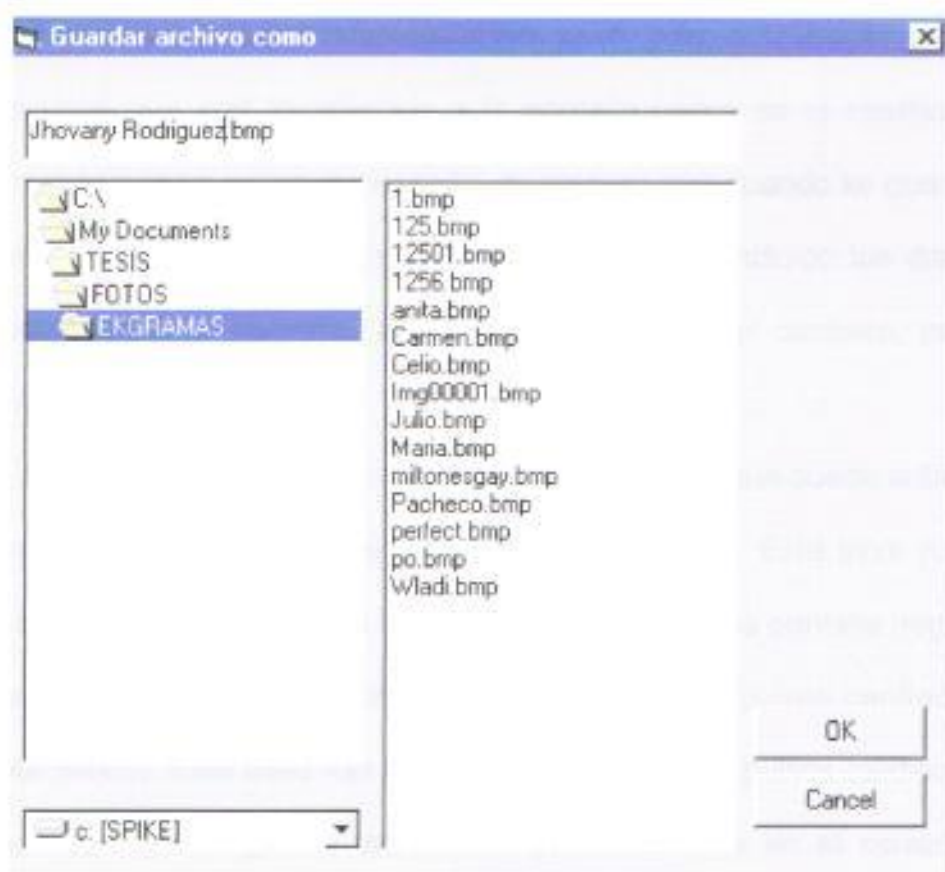 Guardar archivo como
Jhovany Rodriguez.bmp
C:\
My Documents
TESIS
FOTOS
EKGRAMAS
c: [SPIKE]
1.bmp
125.bmp
12501.bmp
1256.bmp
anita.bmp
Carmen.bmp
Celio.bmp
Img00001.bmp
Julio.bmp
Maria.bmp
miltonesgay.bmp
Pacheco.bmp
perfect.bmp
po.bmp
Wladi.bmp
OK
Cancel